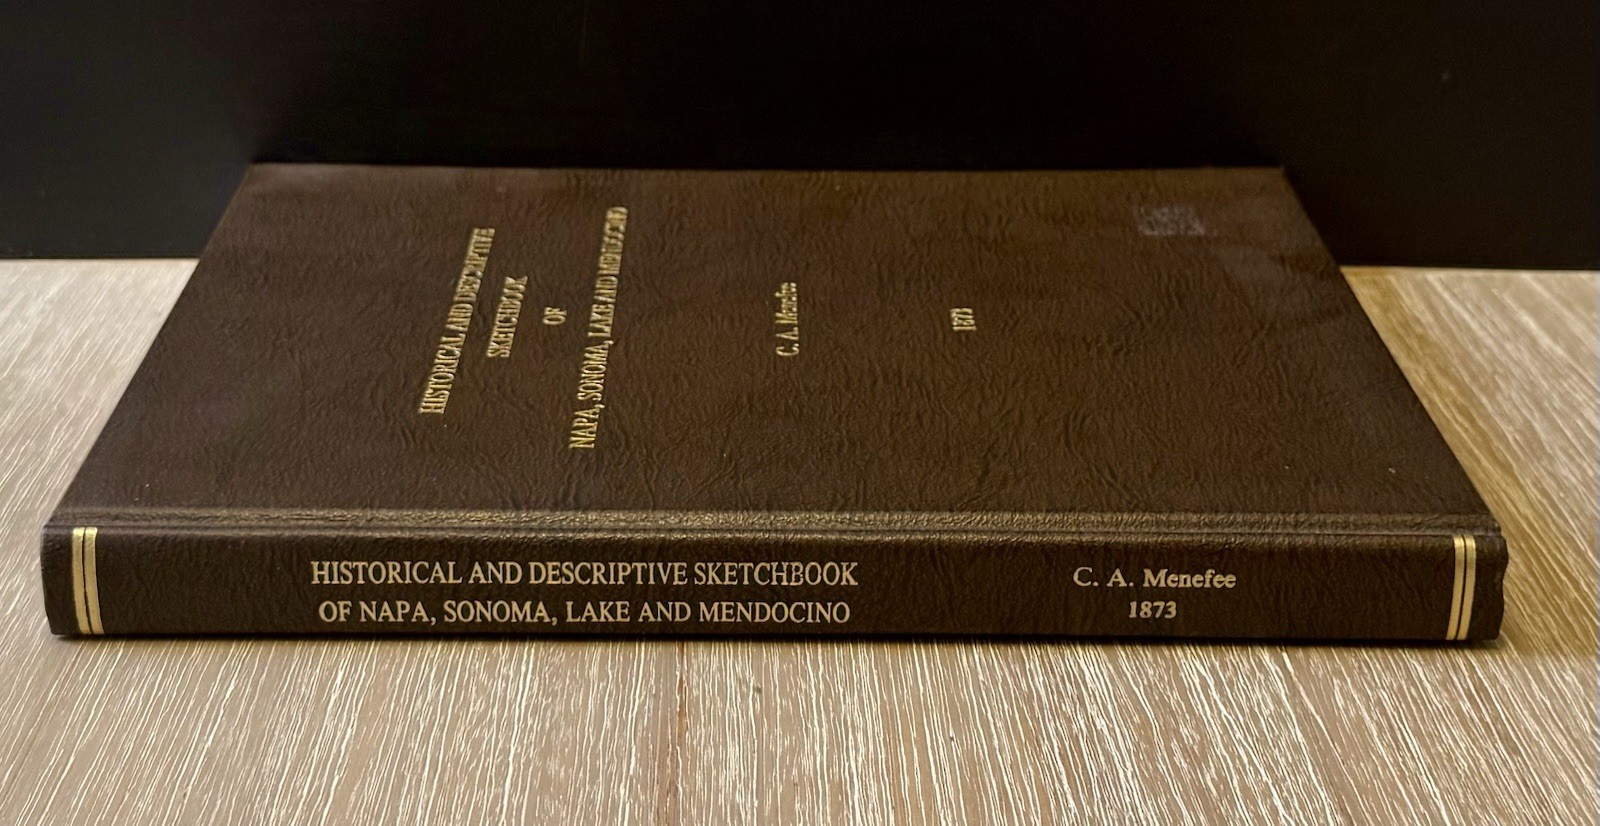 HISTORICAL AND DESCRIPTIVE
SKETCHBOOK
OF
NAPA, SONOMA, LAKE AND MENDOCINO
C. A. Menefee
1873
HISTORICAL AND DESCRIPTIVE SKETCHBOOK
OF NAPA, SONOMA, LAKE AND MENDOCINO
C. A. Menefee
1873